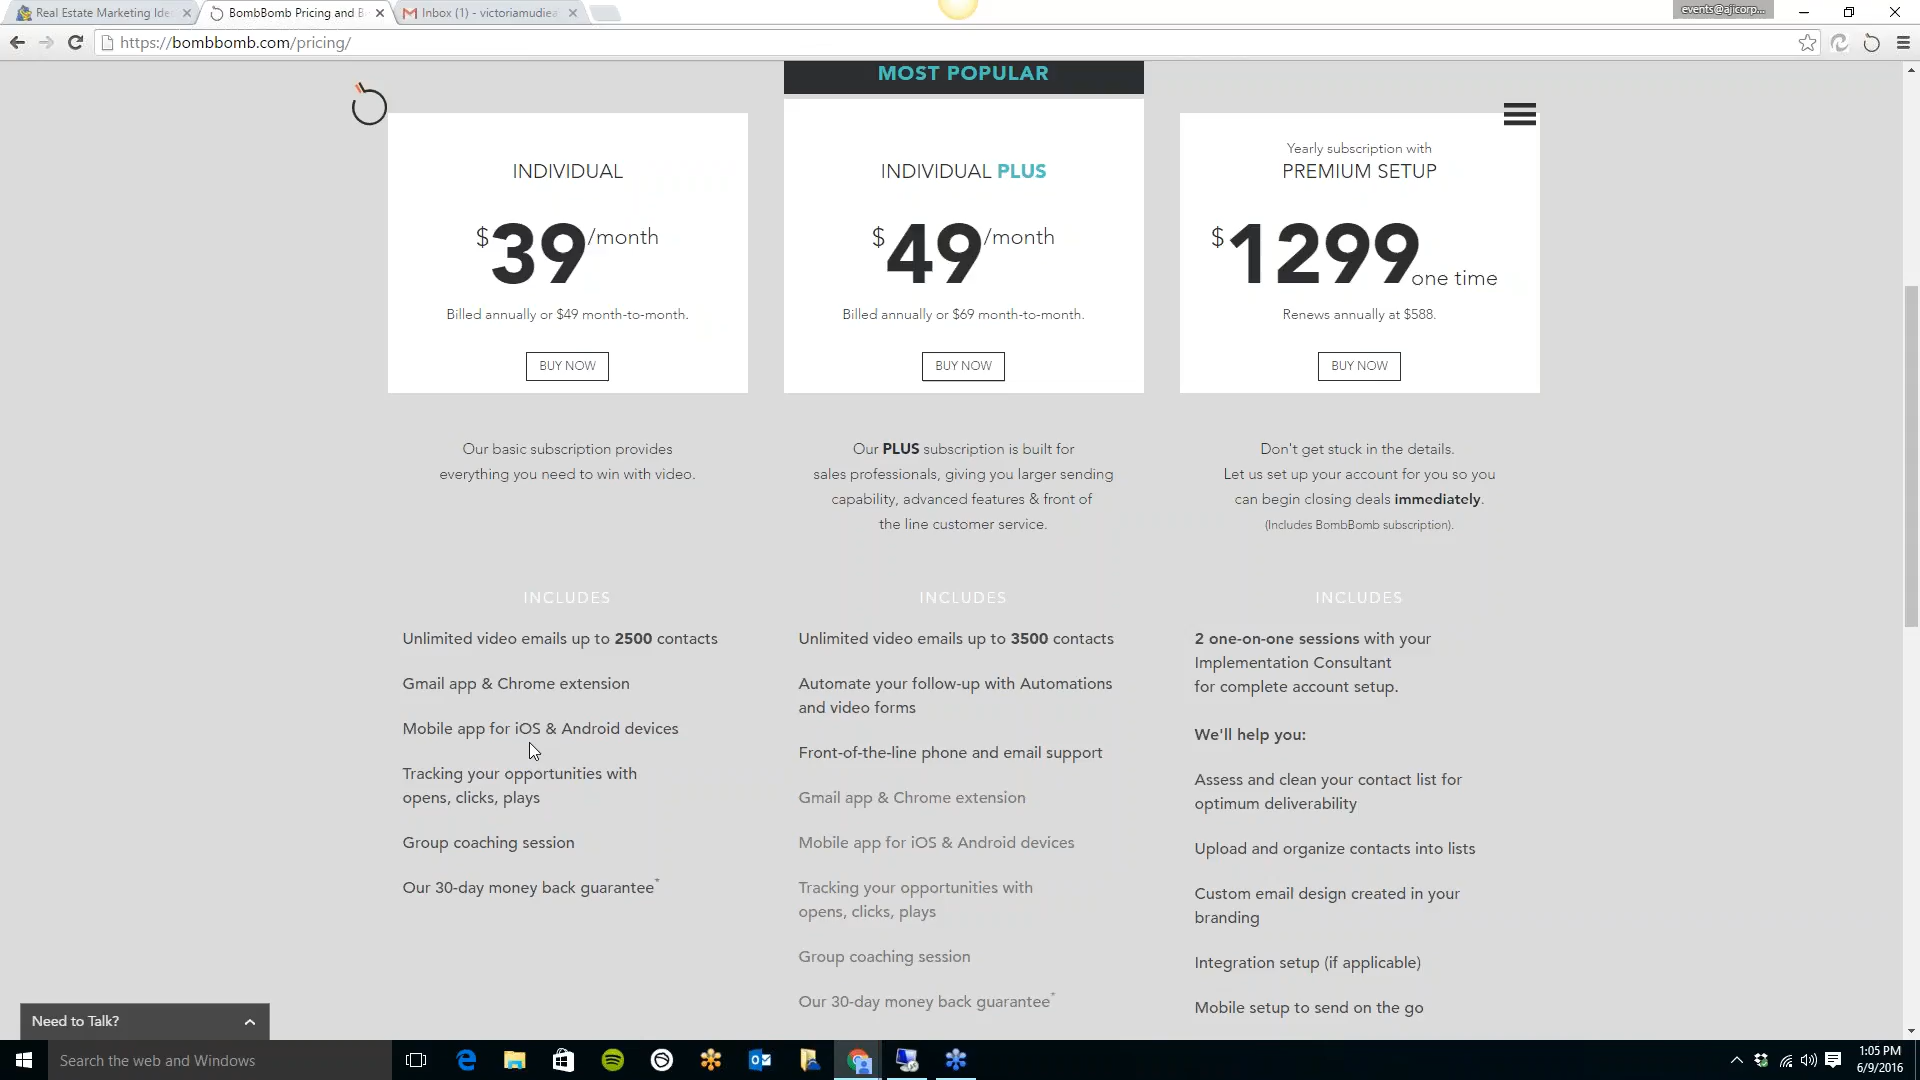 Real Estate Marketing Ide
BombBomb Pricing and B
Inbox (1) - victoriamudiea
events@ajicorp...
https://bombbomb.com/pricing/
MOST POPULAR
INDIVIDUAL
$39/month
Billed annually or $49 month-to-month.
BUY NOW
Our basic subscription provides
everything you need to win with video.
INCLUDES
Unlimited video emails up to 2500 contacts
Gmail app & Chrome extension
Mobile app for iOS & Android devices
Tracking your opportunities with
opens, clicks, plays
Group coaching session
Our 30-day money back guarantee*
INDIVIDUAL PLUS
$49/month
Billed annually or $69 month-to-month.
BUY NOW
Our PLUS subscription is built for
sales professionals, giving you larger sending
capability, advanced features & front of
the line customer service.
INCLUDES
Unlimited video emails up to 3500 contacts
Automate your follow-up with Automations
and video forms
Front-of-the-line phone and email support
Gmail app & Chrome extension
Mobile app for iOS & Android devices
Tracking your opportunities with
opens, clicks, plays
Group coaching session
Our 30-day money back guarantee*
Yearly subscription with
PREMIUM SETUP
$1299 one time
Renews annually at $588.
BUY NOW
Don't get stuck in the details.
Let us set up your account for you so you
can begin closing deals immediately.
(Includes BombBomb subscription).
INCLUDES
2 one-on-one sessions with your
Implementation Consultant
for complete account setup.
We'll help you:
Assess and clean your contact list for
optimum deliverability
Upload and organize contacts into lists
Custom email design created in your
branding
Integration setup (if applicable)
Mobile setup to send on the go
Need to Talk?
Search the web and Windows
1:05 PM
6/9/2016